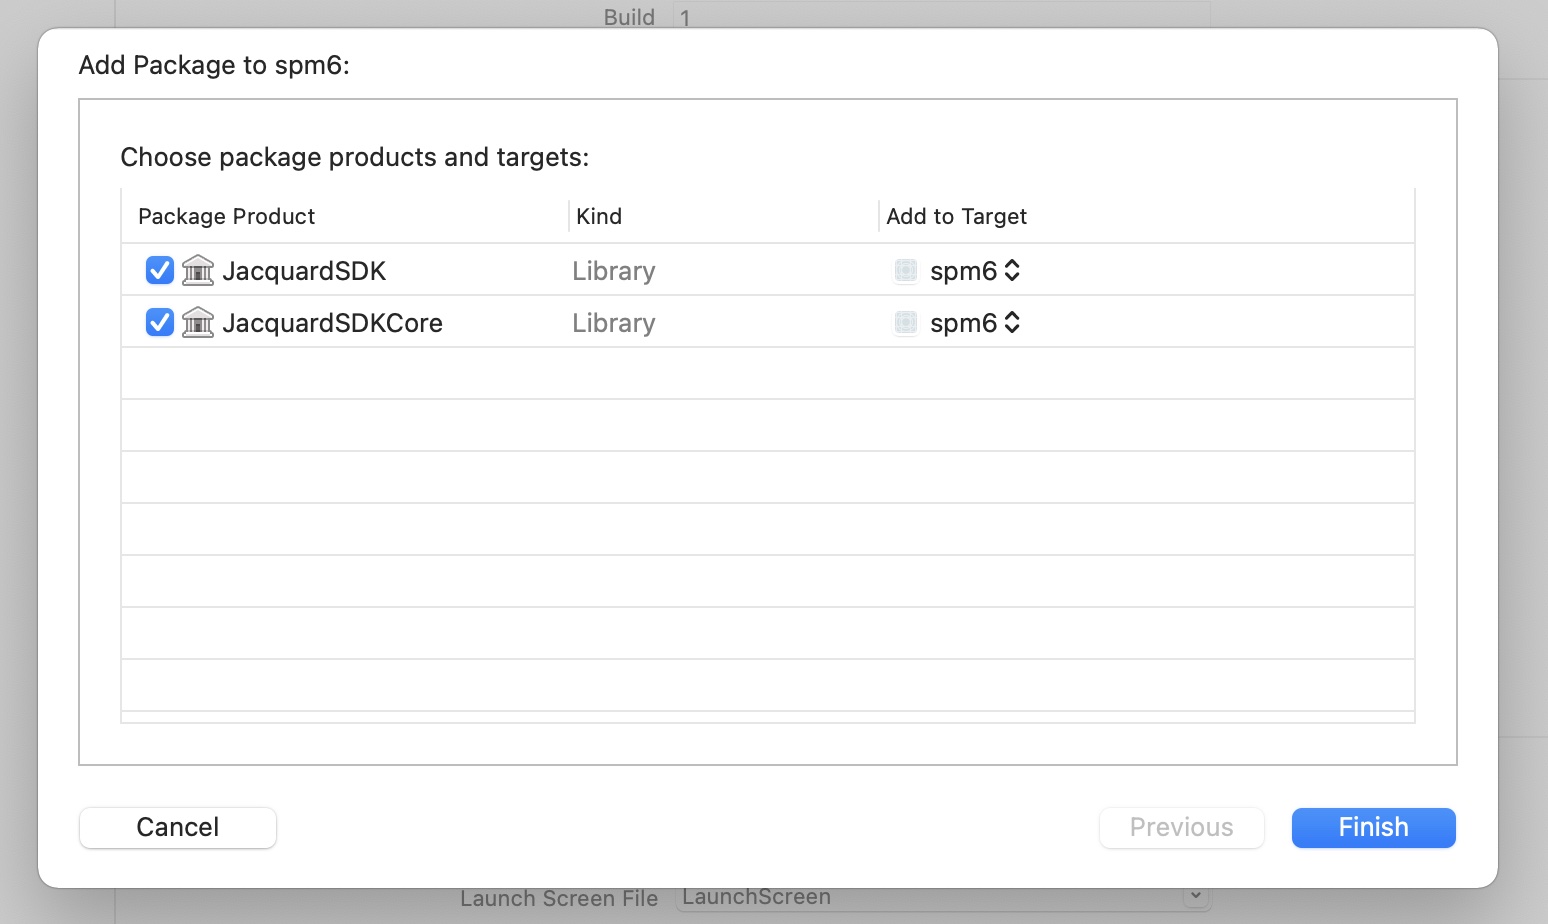 Build 1
Add Package to spm6:
Choose package products and targets:
Package Product Kind Add to Target
JacquardSDK Library spm6
JacquardSDKCore Library spm6
Cancel Previous Finish
Launch Screen File LaunchScreen